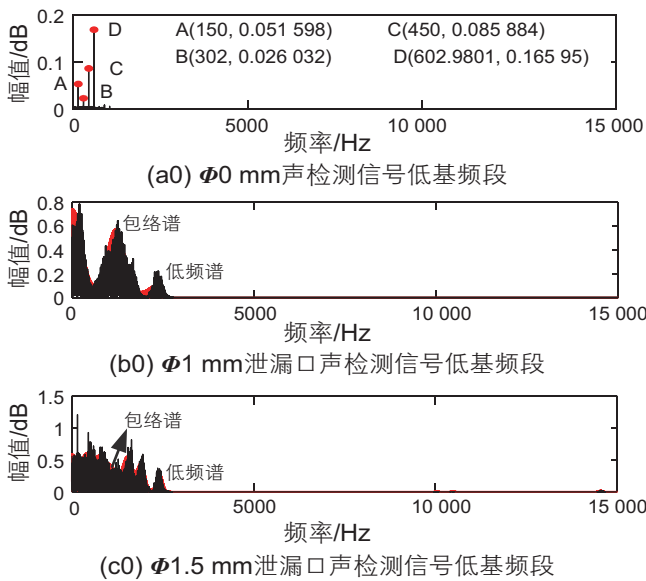 0.2
D
A(150, 0.051 598)
C(450, 0.085 884)
B(302, 0.026 032)
D(602.9801, 0.165 95)
0.1
A
C
B
0
幅值/dB
0
5000
10 000
15 000
频率/Hz
(a0) Φ0 mm声检测信号低基频段
0.8
0.6
0.4
0.2
0
幅值/dB
包络谱
低频谱
0
5000
10 000
15 000
频率/Hz
(b0) Φ1 mm泄漏口声检测信号低基频段
1.5
1
0.5
0
幅值/dB
包络谱
低频谱
0
5000
10 000
15 000
频率/Hz
(c0) Φ1.5 mm泄漏口声检测信号低基频段